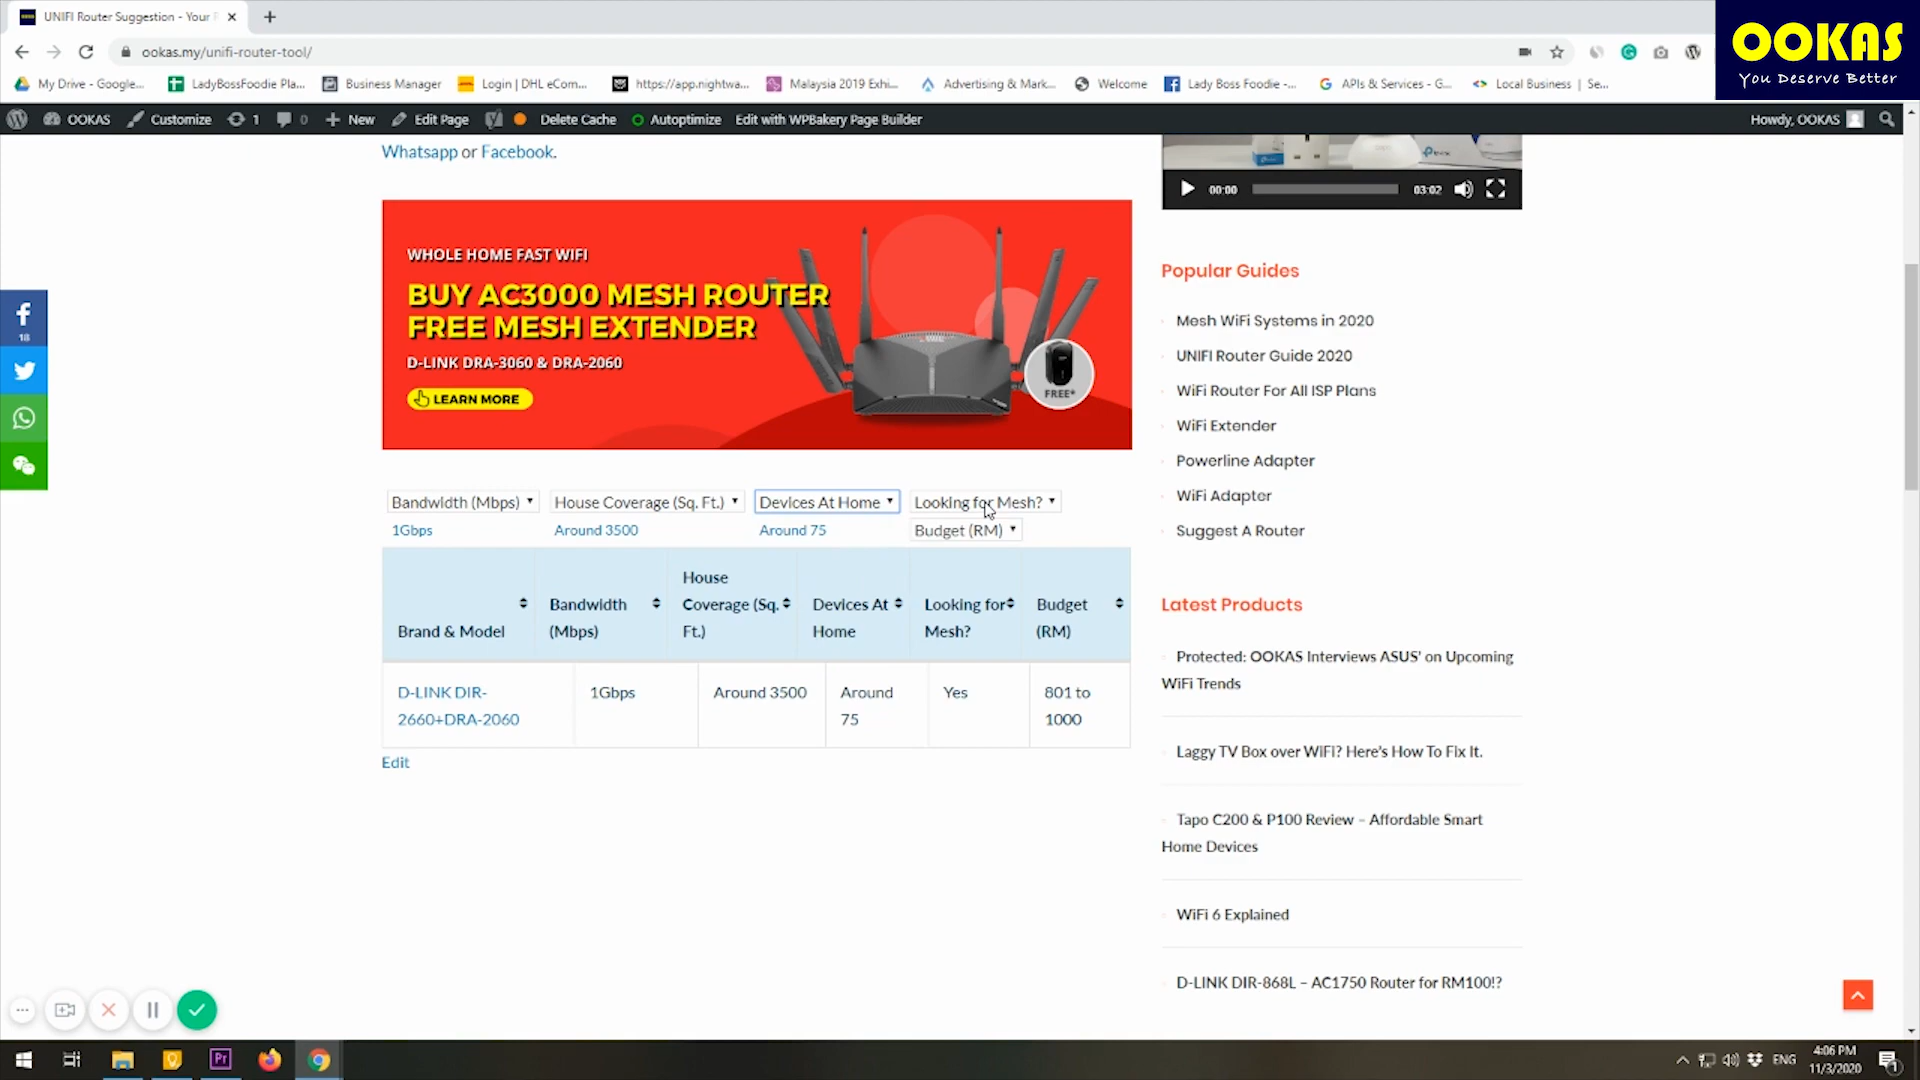 UNIFI Router Suggestion - Your R
OOKAS
You Deserve Better
ookas.my/unifi-router-tool/
My Drive - Google...
LadyBossFoodie Pla...
Business Manager
Login | DHL eCom...
https://app.nightwa...
Malaysia 2019 Exhi...
Advertising & Mark...
Welcome
Lady Boss Foodie -...
APIs & Services - G...
Local Business | Se...
OOKAS
Customize
1
0
New
Edit Page
Delete Cache
Autoptimize
Edit with WPBakery Page Builder
Howdy, OOKAS
Whatsapp or Facebook.
00:00
03:02
WHOLE HOME FAST WIFI
BUY AC3000 MESH ROUTER
FREE MESH EXTENDER
D-LINK DRA-3060 & DRA-2060
LEARN MORE
FREE*
18
Popular Guides
Mesh WiFi Systems in 2020
UNIFI Router Guide 2020
WiFi Router For All ISP Plans
WiFi Extender
Powerline Adapter
WiFi Adapter
Suggest A Router
Bandwidth (Mbps)
House Coverage (Sq. Ft.)
Devices At Home
Looking for Mesh?
1Gbps
Around 3500
Around 75
Budget (RM)
Brand & Model
Bandwidth
(Mbps)
House
Coverage (Sq.
Ft.)
Devices At
Home
Looking for
Mesh?
Budget
(RM)
D-LINK DIR-
2660+DRA-2060
1Gbps
Around 3500
Around
75
Yes
801 to
1000
Edit
Latest Products
Protected: OOKAS Interviews ASUS' on Upcoming
WiFi Trends
Laggy TV Box over WiFi? Here's How To Fix It.
Tapo C200 & P100 Review – Affordable Smart
Home Devices
WiFi 6 Explained
D-LINK DIR-868L – AC1750 Router for RM100!?
Pr
ENG
4:06 PM
11/3/2020
1